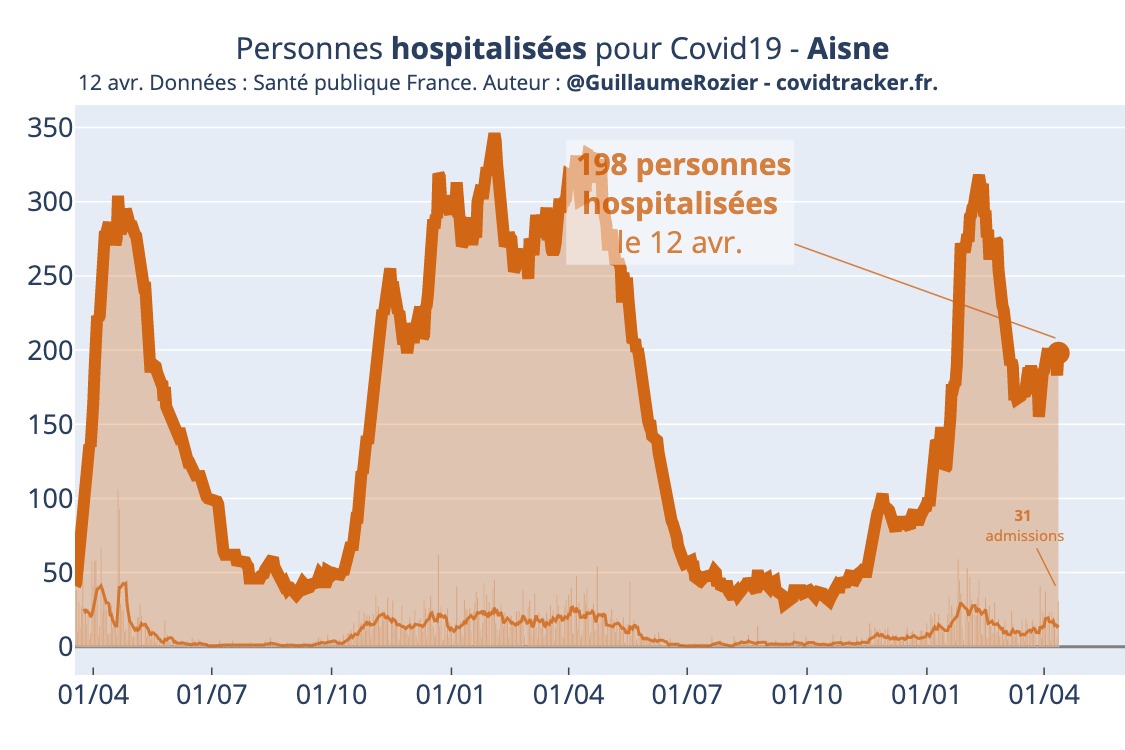 Personnes hospitalisées pour Covid19 - Aisne
12 avr. Données : Santé publique France. Auteur : @GuillaumeRozier - covidtracker.fr.
350
300
250
200
150
100
50
0
198 personnes
hospitalisées
le 12 avr.
31
admissions
01/04 01/07 01/10 01/01 01/04 01/07 01/10 01/01 01/04